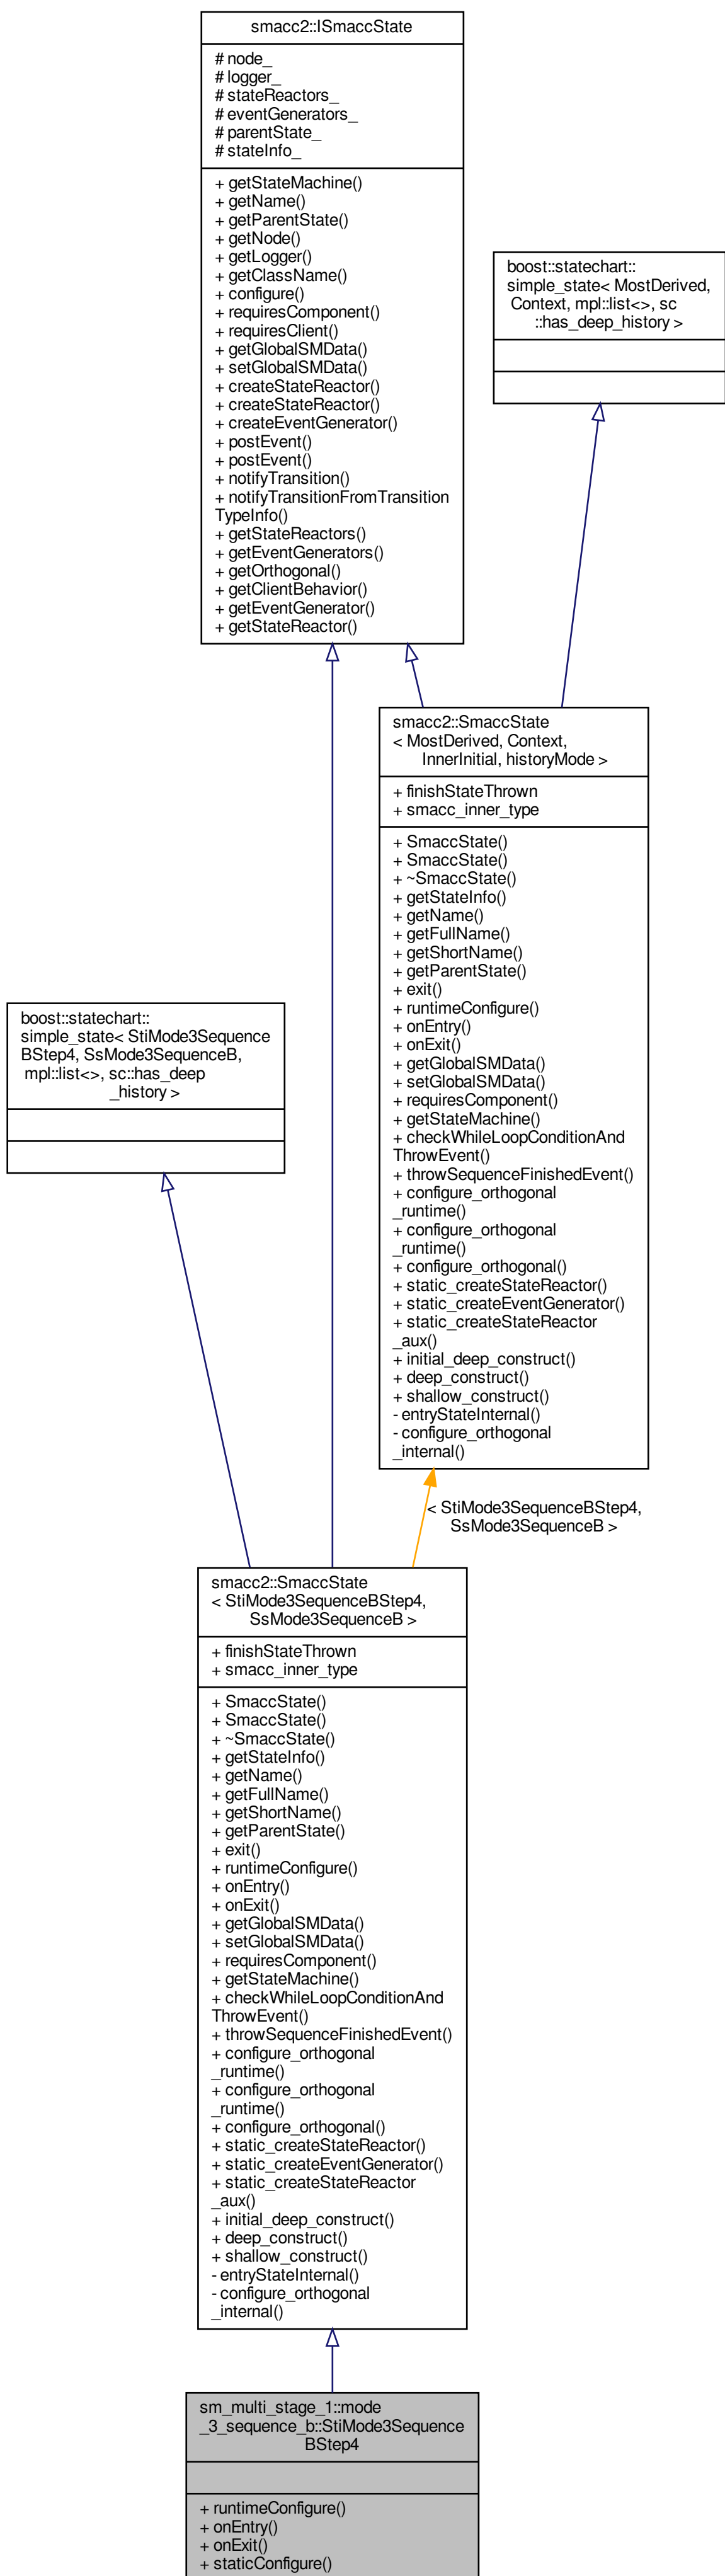 smacc2::ISmaccState
# node_
# logger_
# stateReactors_
# eventGenerators_
# parentState_
# stateInfo_
+ getStateMachine()
+ getName()
+ getParentState()
+ getNode()
+ getLogger()
+ getClassName()
+ configure()
+ requiresComponent()
+ requiresClient()
+ getGlobalSMData()
+ setGlobalSMData()
+ createStateReactor()
+ createStateReactor()
+ createEventGenerator()
+ postEvent()
+ postEvent()
+ notifyTransition()
+ notifyTransitionFromTransition
TypeInfo()
+ getStateReactors()
+ getEventGenerators()
+ getOrthogonal()
+ getClientBehavior()
+ getEventGenerator()
+ getStateReactor()
boost::statechart::
simple_state< MostDerived,
Context, mpl::list<>, sc
::has_deep_history >
smacc2::SmaccState
< MostDerived, Context,
InnerInitial, historyMode >
+ finishStateThrown
+ smacc_inner_type
+ SmaccState()
+ SmaccState()
+ ~SmaccState()
+ getStateInfo()
+ getName()
+ getFullName()
+ getShortName()
+ getParentState()
+ exit()
+ runtimeConfigure()
+ onEntry()
+ onExit()
+ getGlobalSMData()
+ setGlobalSMData()
+ requiresComponent()
+ getStateMachine()
+ checkWhileLoopConditionAnd
ThrowEvent()
+ throwSequenceFinishedEvent()
+ configure_orthogonal
_runtime()
+ configure_orthogonal
_runtime()
+ configure_orthogonal()
+ static_createStateReactor()
+ static_createEventGenerator()
+ static_createStateReactor
_aux()
+ initial_deep_construct()
+ deep_construct()
+ shallow_construct()
- entryStateInternal()
- configure_orthogonal
_internal()
boost::statechart::
simple_state< StiMode3Sequence
BStep4, SsMode3SequenceB,
mpl::list<>, sc::has_deep
_history >
< StiMode3SequenceBStep4,
SsMode3SequenceB >
smacc2::SmaccState
< StiMode3SequenceBStep4,
SsMode3SequenceB >
+ finishStateThrown
+ smacc_inner_type
+ SmaccState()
+ SmaccState()
+ ~SmaccState()
+ getStateInfo()
+ getName()
+ getFullName()
+ getShortName()
+ getParentState()
+ exit()
+ runtimeConfigure()
+ onEntry()
+ onExit()
+ getGlobalSMData()
+ setGlobalSMData()
+ requiresComponent()
+ getStateMachine()
+ checkWhileLoopConditionAnd
ThrowEvent()
+ throwSequenceFinishedEvent()
+ configure_orthogonal
_runtime()
+ configure_orthogonal
_runtime()
+ configure_orthogonal()
+ static_createStateReactor()
+ static_createEventGenerator()
+ static_createStateReactor
_aux()
+ initial_deep_construct()
+ deep_construct()
+ shallow_construct()
- entryStateInternal()
- configure_orthogonal
_internal()
sm_multi_stage_1::mode
_3_sequence_b::StiMode3Sequence
BStep4
+ runtimeConfigure()
+ onEntry()
+ onExit()
+ staticConfigure()